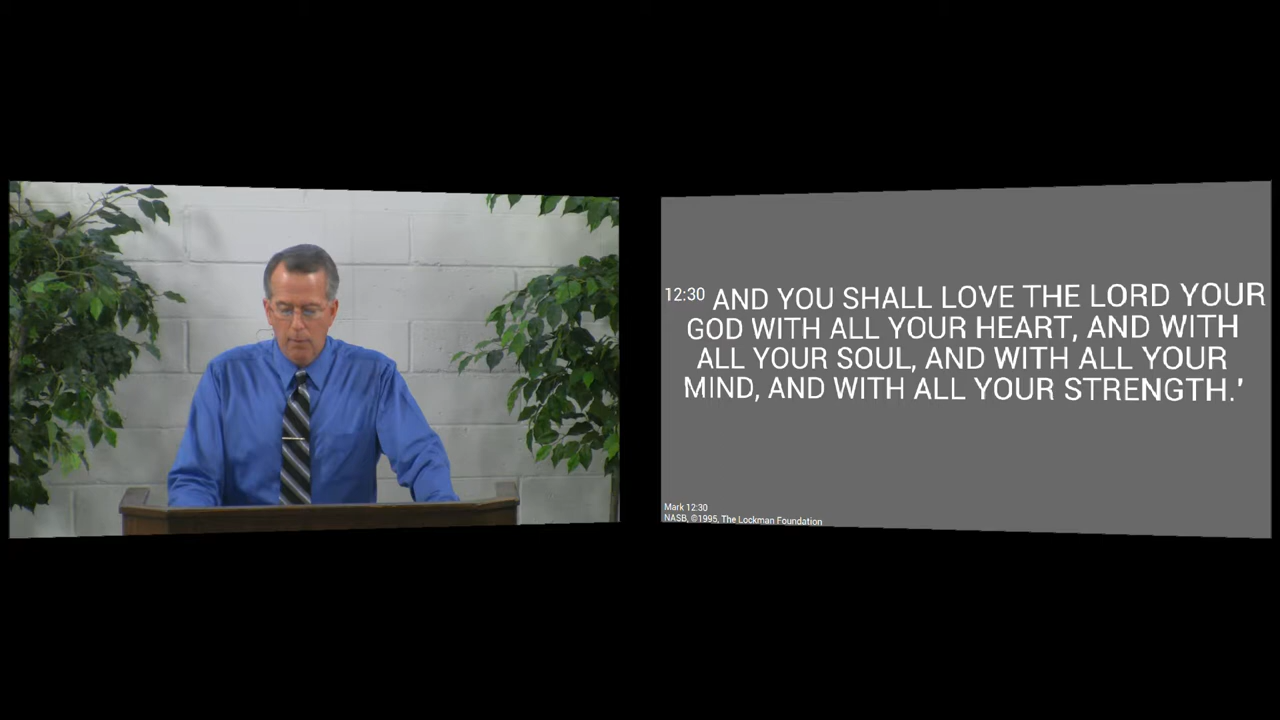 12:30 AND YOU SHALL LOVE THE LORD YOUR
GOD WITH ALL YOUR HEART, AND WITH
ALL YOUR SOUL, AND WITH ALL YOUR
MIND, AND WITH ALL YOUR STRENGTH.'
Mark 12:30
NASB, ©1995, The Lockman Foundation